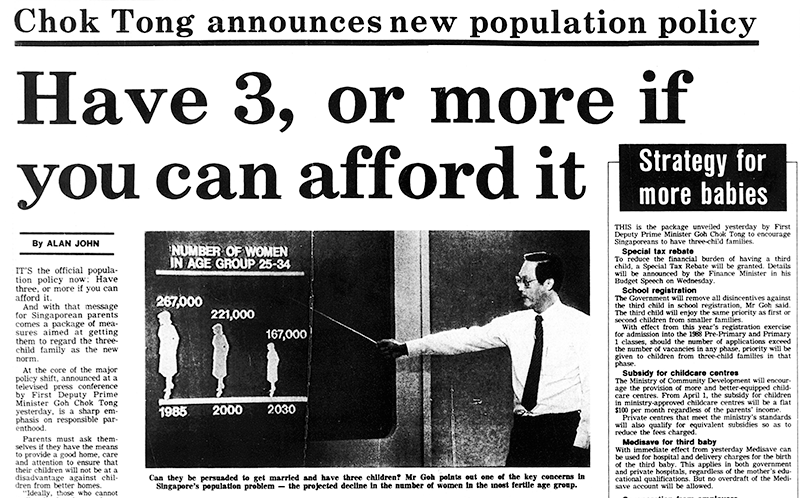 Chok Tong announces new population policy
Have 3, or more if
you can afford it
By ALAN JOHN
IT'S the official popula-
tion policy now: Have
three, or more if you can
afford it.
And with that message
for Singaporean parents
comes a package of mea-
sures aimed at getting
them to regard the three-
child family as the new
norm.
At the core of the major
policy shift, announced at a
televised press conference
by First Deputy Prime
Minister Goh Chok Tong
yesterday, is a sharp em-
phasis on responsible par-
enthood.
Parents must ask them-
selves if they have the means
to provide a good home, care
and attention to ensure that
their children will not be at a
disadvantage against chil-
dren from better homes.
"Ideally, those who cannot
NUMBER OF WOMEN
IN AGE GROUP 25-34
267,000
221,000
167,000
1985 2000 2030
Can they be persuaded to get married and have three children? Mr Goh points out one of the key concerns in
Singapore's population problem — the projected decline in the number of women in the most fertile age group.
Strategy for
more babies
THIS is the package unveiled yesterday by First
Deputy Prime Minister Goh Chok Tong to encourage
Singaporeans to have three-child families.
Special tax rebate
To reduce the financial burden of having a third
child, a Special Tax Rebate will be granted. Details
will be announced by the Finance Minister in his
Budget Speech on Wednesday.
School registration
The Government will remove all disincentives against
the third child in school registration, Mr Goh said.
The third child will enjoy the same priority as first or
second children from smaller families.
With effect from this year's registration exercise
for admission into the 1988 Pre-Primary and Primary
1 classes, should the number of applications exceed
the number of vacancies in any phase, priority will be
given to children from three-child families in that
phase.
Subsidy for childcare centres
The Ministry of Community Development will encour-
age the provision of more and better-equipped child-
care centres. From April 1, the subsidy for children
in ministry-approved childcare centres will be a flat
$100 per month regardless of the parents' income.
Private centres that meet the ministry's standards
will also qualify for equivalent subsidies so as to
reduce the fees charged.
Medisave for third baby
With immediate effect from yesterday Medisave can
be used for hospital and delivery charges for the birth
of the third baby. This applies in both government
and private hospitals, regardless of the mother's edu-
cational qualifications. But no overdraft of the Medi-
save account will be allowed.